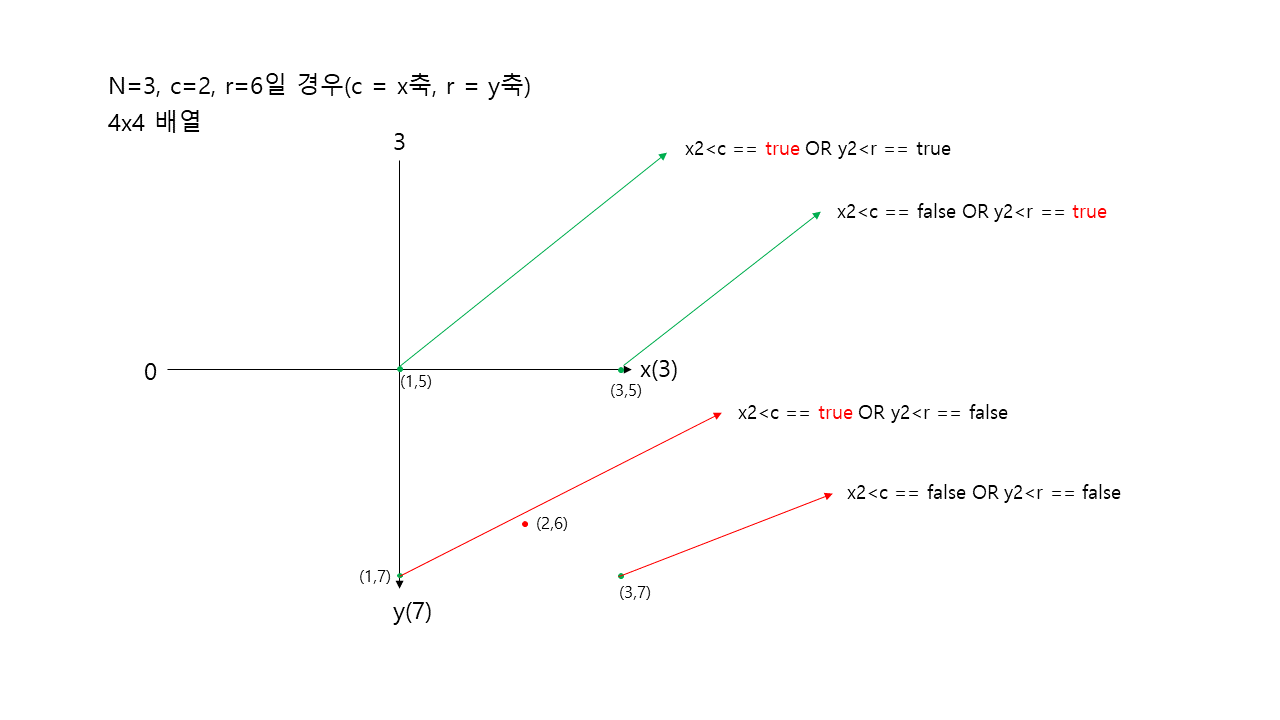 N=3, c=2, r=6일 경우(c = x축, r = y축)
4x4 배열
3
x2<c == true OR y2<r == true
x2<c == false OR y2<r == true
0
x(3)
(1,5)
(3,5)
x2<c == true OR y2<r == false
x2<c == false OR y2<r == false
(2,6)
(1,7)
(3,7)
y(7)